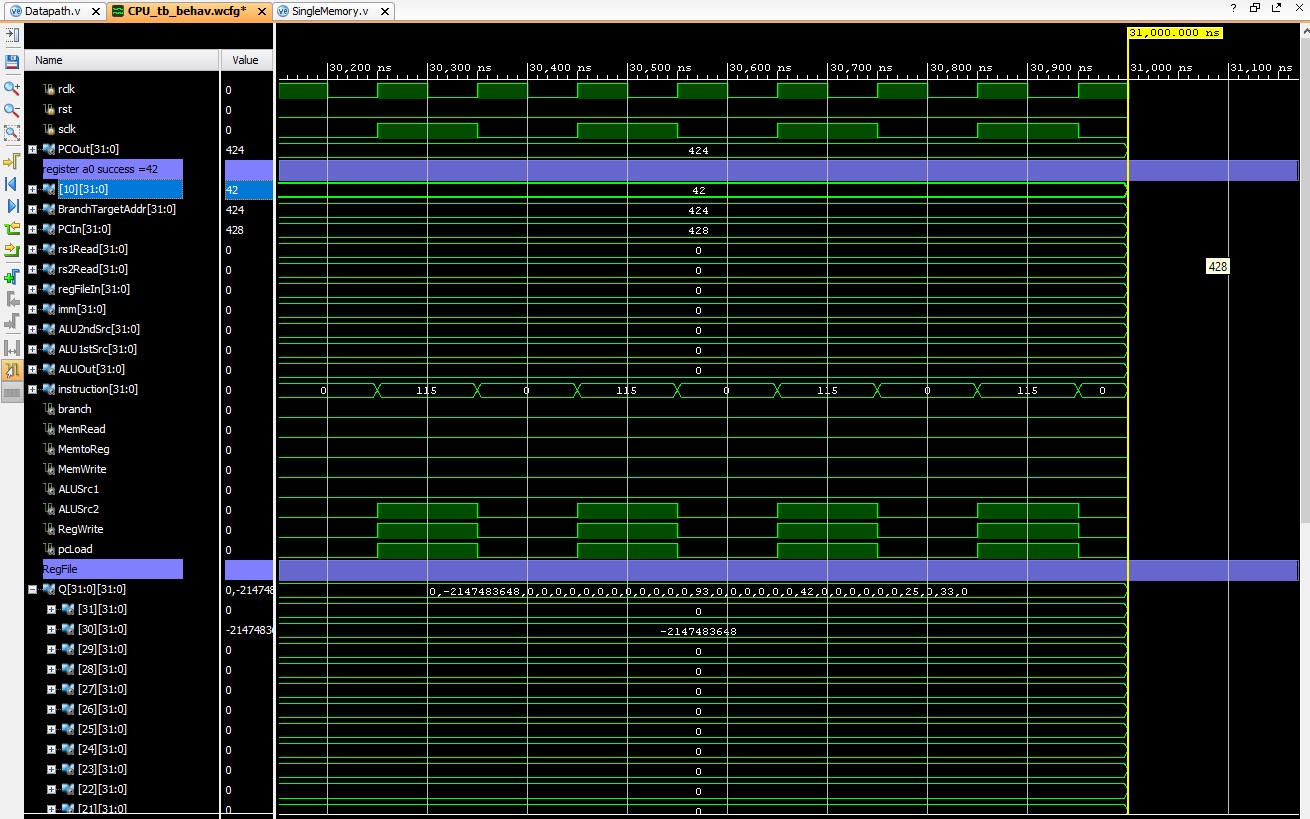 Datapath.v CPU_tb_behav.wcfg* SingleMemory.v
31,000.000 ns
Name Value
30,200 ns 30,300 ns 30,400 ns 30,500 ns 30,600 ns 30,700 ns 30,800 ns 30,900 ns 31,000 ns 31,100 ns
rclk 0
rst 0
sclk 0
PCOut[31:0] 424 424
register a0 success =42
[10][31:0] 42 42
BranchTargetAddr[31:0] 424 424
PCIn[31:0] 428 428
rs1Read[31:0] 0 0
rs2Read[31:0] 0 0
428
regFileIn[31:0] 0 0
imm[31:0] 0 0
ALU2ndSrc[31:0] 0 0
ALU1stSrc[31:0] 0 0
ALUOut[31:0] 0 0
instruction[31:0] 0 0 115 0 115 0 115 0 115 0
branch 0
MemRead 0
MemtoReg 0
MemWrite 0
ALUSrc1 0
ALUSrc2 0
RegWrite 0
pcLoad 0
RegFile
Q[31:0][31:0] 0,-21474 0,-2147483648,0,0,0,0,0,0,0,0,0,0,0,93,0,0,0,0,0,0,42,0,0,0,0,0,0,25,0,33,0
[31][31:0] 0 0
[30][31:0] -2147483 -2147483648
[29][31:0] 0 0
[28][31:0] 0 0
[27][31:0] 0 0
[26][31:0] 0 0
[25][31:0] 0 0
[24][31:0] 0 0
[23][31:0] 0 0
[22][31:0] 0 0
[21][31:0] 0 0